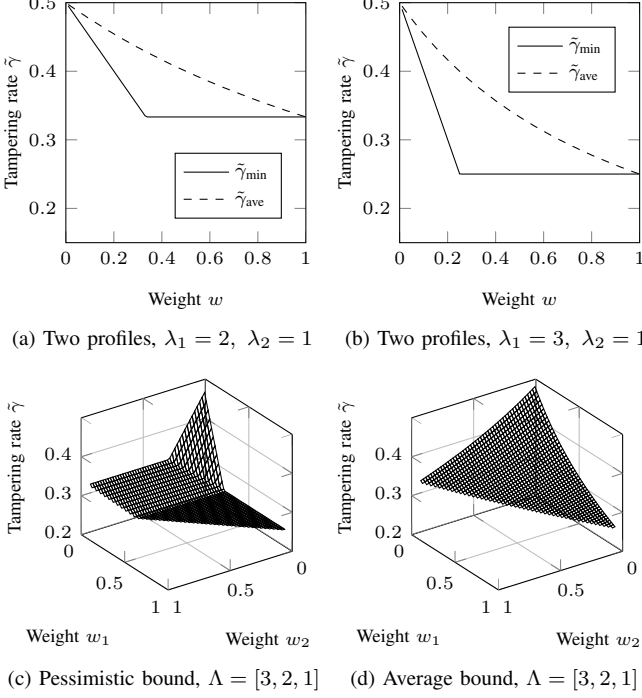 0.5
0.4
0.3
0.2
Tampering rate γ̃
γ̃min
γ̃ave
0 0.2 0.4 0.6 0.8 1
Weight w
(a) Two profiles, λ1 = 2, λ2 = 1
0.5
0.4
0.3
0.2
Tampering rate γ̃
γ̃min
γ̃ave
0 0.2 0.4 0.6 0.8 1
Weight w
(b) Two profiles, λ1 = 3, λ2 = 1
Tampering rate γ̃
0.4
0.3
0.2
0 0
0.5 0.5
1 1
Weight w1 Weight w2
(c) Pessimistic bound, Λ = [3, 2, 1]
Tampering rate γ̃
0.4
0.3
0.2
0 0
0.5 0.5
1 1
Weight w1 Weight w2
(d) Average bound, Λ = [3, 2, 1]